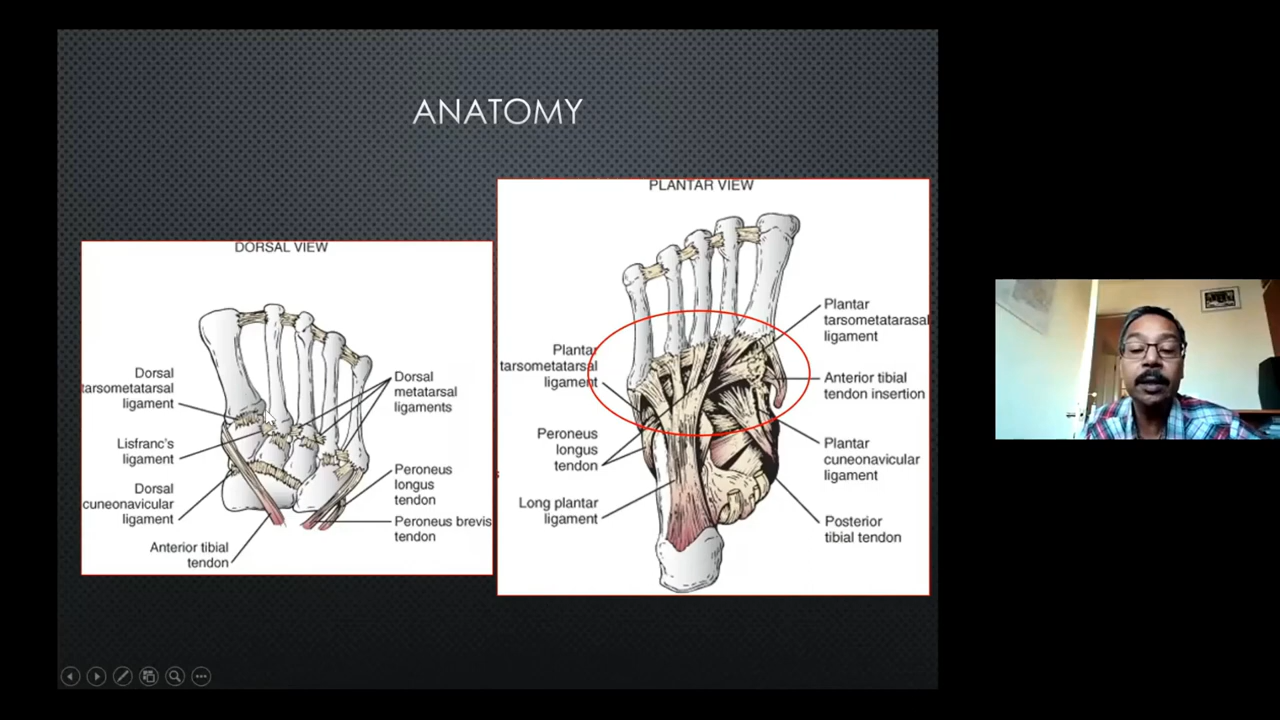 ANATOMY
DORSAL VIEW
Dorsal
tarsometatarsal
ligament
Lisfranc's
ligament
Dorsal
cuneonavicular
ligament
Anterior tibial
tendon
Dorsal
metatarsal
ligaments
Peroneus
longus
tendon
Peroneus brevis
tendon
PLANTAR VIEW
Plantar
tarsometatarsal
ligament
Peroneus
longus
tendon
Long plantar
ligament
Plantar
tarsometatarasal
ligament
Anterior tibial
tendon insertion
Plantar
cuneonavicular
ligament
Posterior
tibial tendon